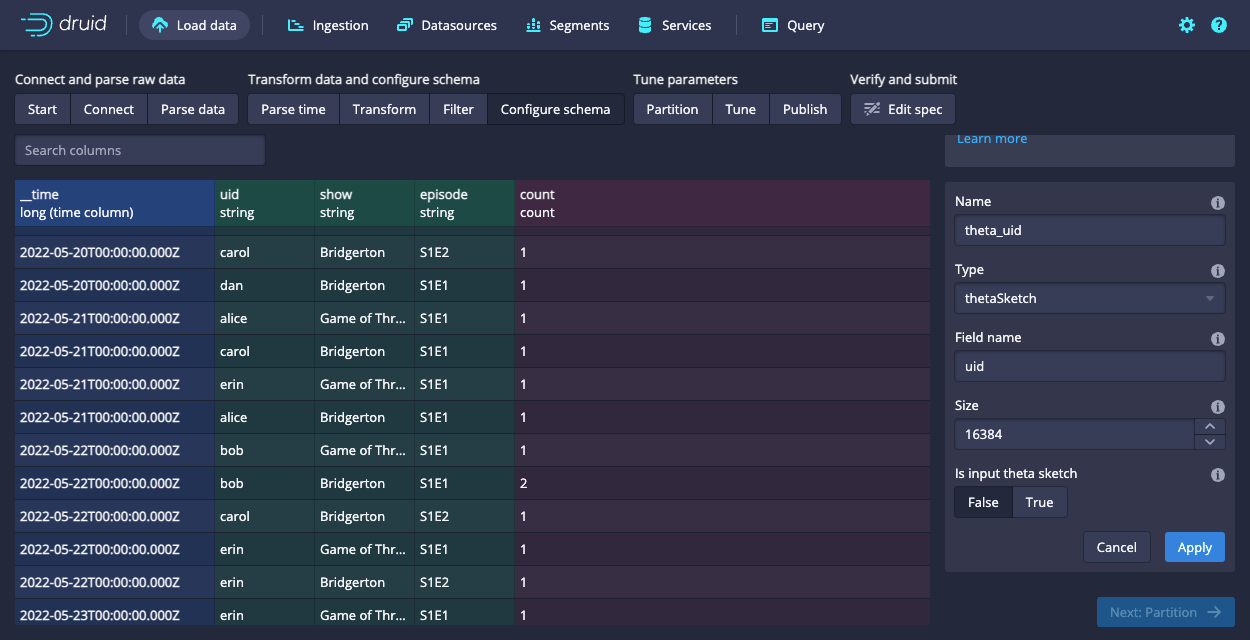 druid
Load data
Ingestion
Datasources
Segments
Services
Query
Connect and parse raw data
Transform data and configure schema
Tune parameters
Verify and submit
Start
Connect
Parse data
Parse time
Transform
Filter
Configure schema
Partition
Tune
Publish
Edit spec
Search columns
__time uid show episode count
long (time column) string string string count
2022-05-20T00:00:00.000Z carol Bridgerton S1E2 1
2022-05-20T00:00:00.000Z dan Bridgerton S1E1 1
2022-05-21T00:00:00.000Z alice Game of Thr... S1E1 1
2022-05-21T00:00:00.000Z carol Bridgerton S1E1 1
2022-05-21T00:00:00.000Z erin Game of Thr... S1E1 1
2022-05-21T00:00:00.000Z alice Bridgerton S1E1 1
2022-05-22T00:00:00.000Z bob Game of Thr... S1E1 1
2022-05-22T00:00:00.000Z bob Bridgerton S1E1 2
2022-05-22T00:00:00.000Z carol Bridgerton S1E2 1
2022-05-22T00:00:00.000Z erin Game of Thr... S1E1 1
2022-05-22T00:00:00.000Z erin Bridgerton S1E2 1
2022-05-23T00:00:00.000Z erin Game of Thr... S1E1 1
Learn more
Name
theta_uid
Type
thetaSketch
Field name
uid
Size
16384
Is input theta sketch
False
True
Cancel
Apply
Next: Partition